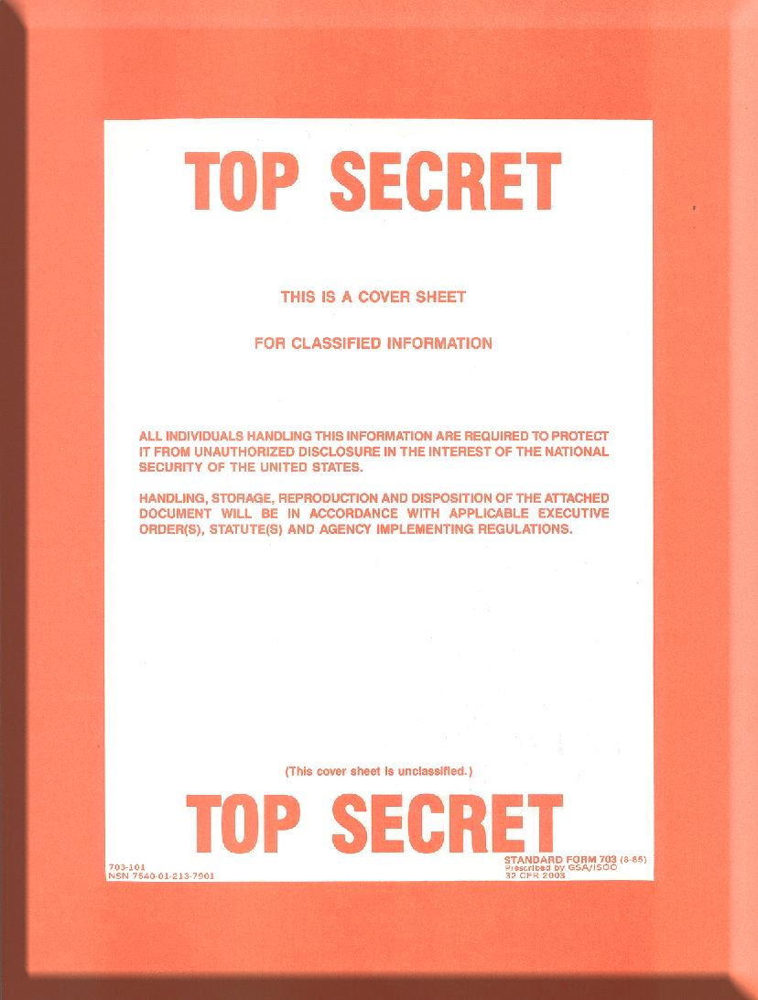 TOP SECRET
THIS IS A COVER SHEET
FOR CLASSIFIED INFORMATION
ALL INDIVIDUALS HANDLING THIS INFORMATION ARE REQUIRED TO PROTECT
IT FROM UNAUTHORIZED DISCLOSURE IN THE INTEREST OF THE NATIONAL
SECURITY OF THE UNITED STATES.
HANDLING, STORAGE, REPRODUCTION AND DISPOSITION OF THE ATTACHED
DOCUMENT WILL BE IN ACCORDANCE WITH APPLICABLE EXECUTIVE
ORDER(S), STATUTE(S) AND AGENCY IMPLEMENTING REGULATIONS.
(This cover sheet is unclassified.)
TOP SECRET
703-101
NSN 7540-01-213-7901
STANDARD FORM 703 (8-85)
Prescribed by GSA/ISOO
32 CFR 2003